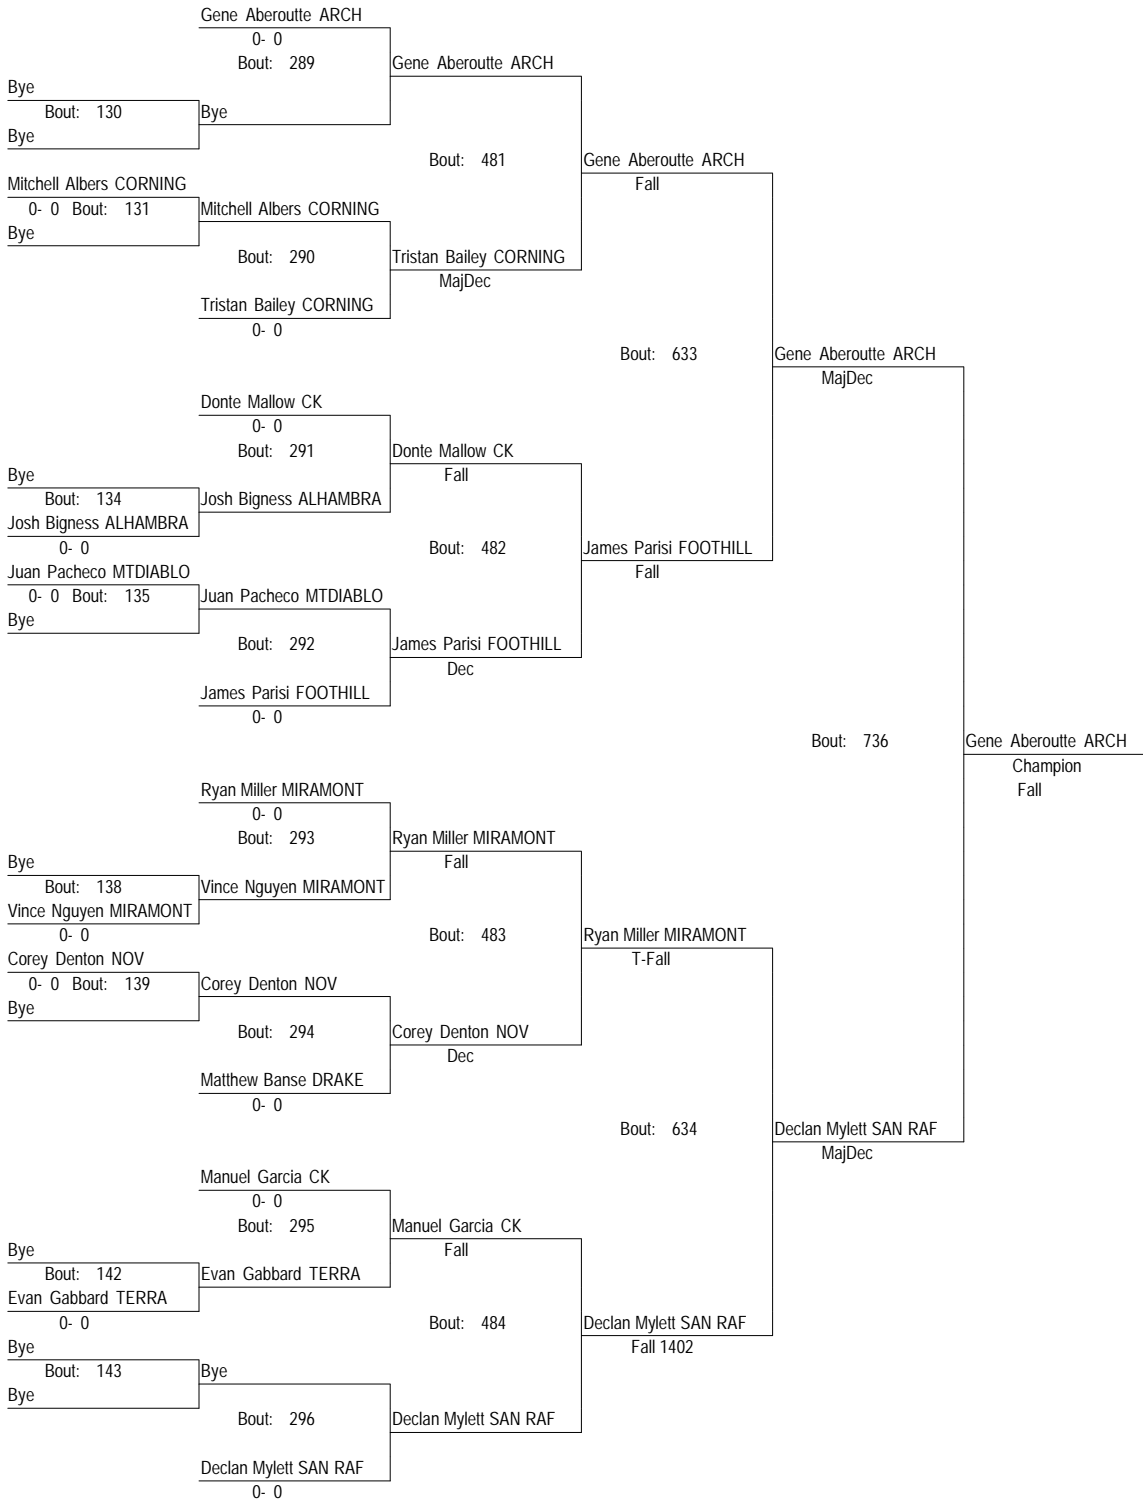 Gene Aberoutte ARCH
0- 0
Bout: 289
Gene Aberoutte ARCH
Bye
Bout: 130
Bye
Bye
Bout: 481
Gene Aberoutte ARCH
Fall
Mitchell Albers CORNING
0- 0 Bout: 131
Mitchell Albers CORNING
Bye
Bout: 290
Tristan Bailey CORNING
MajDec
Tristan Bailey CORNING
0- 0
Bout: 633
Gene Aberoutte ARCH
MajDec
Donte Mallow CK
0- 0
Bout: 291
Donte Mallow CK
Fall
Bye
Bout: 134
Josh Bigness ALHAMBRA
Josh Bigness ALHAMBRA
0- 0
Bout: 482
James Parisi FOOTHILL
Fall
Juan Pacheco MTDIABLO
0- 0 Bout: 135
Juan Pacheco MTDIABLO
Bye
Bout: 292
James Parisi FOOTHILL
Dec
James Parisi FOOTHILL
0- 0
Bout: 736
Gene Aberoutte ARCH
Champion
Fall
Ryan Miller MIRAMONT
0- 0
Bout: 293
Ryan Miller MIRAMONT
Fall
Bye
Bout: 138
Vince Nguyen MIRAMONT
Vince Nguyen MIRAMONT
0- 0
Bout: 483
Ryan Miller MIRAMONT
T-Fall
Corey Denton NOV
0- 0 Bout: 139
Corey Denton NOV
Bye
Bout: 294
Corey Denton NOV
Dec
Matthew Banse DRAKE
0- 0
Bout: 634
Declan Mylett SAN RAF
MajDec
Manuel Garcia CK
0- 0
Bout: 295
Manuel Garcia CK
Fall
Bye
Bout: 142
Evan Gabbard TERRA
Evan Gabbard TERRA
0- 0
Bout: 484
Declan Mylett SAN RAF
Fall 1402
Bye
Bout: 143
Bye
Bye
Bout: 296
Declan Mylett SAN RAF
Declan Mylett SAN RAF
0- 0